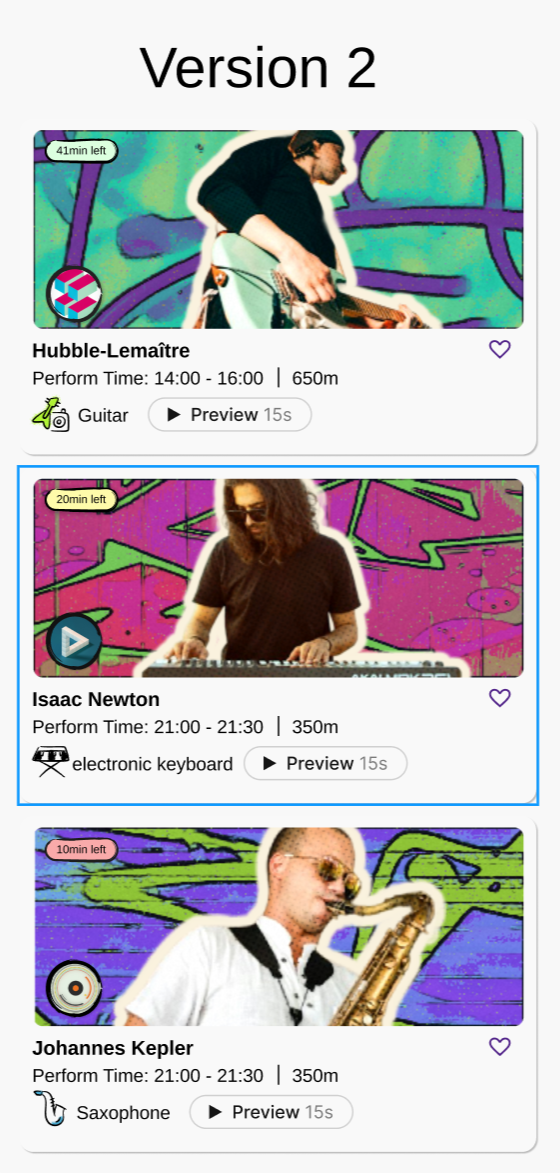 Version 2
41min left
Hubble-Lemaître
Perform Time: 14:00 - 16:00 | 650m
Guitar ▶ Preview 15s
20min left
Isaac Newton
Perform Time: 21:00 - 21:30 | 350m
electronic keyboard ▶ Preview 15s
10min left
Johannes Kepler
Perform Time: 21:00 - 21:30 | 350m
Saxophone ▶ Preview 15s